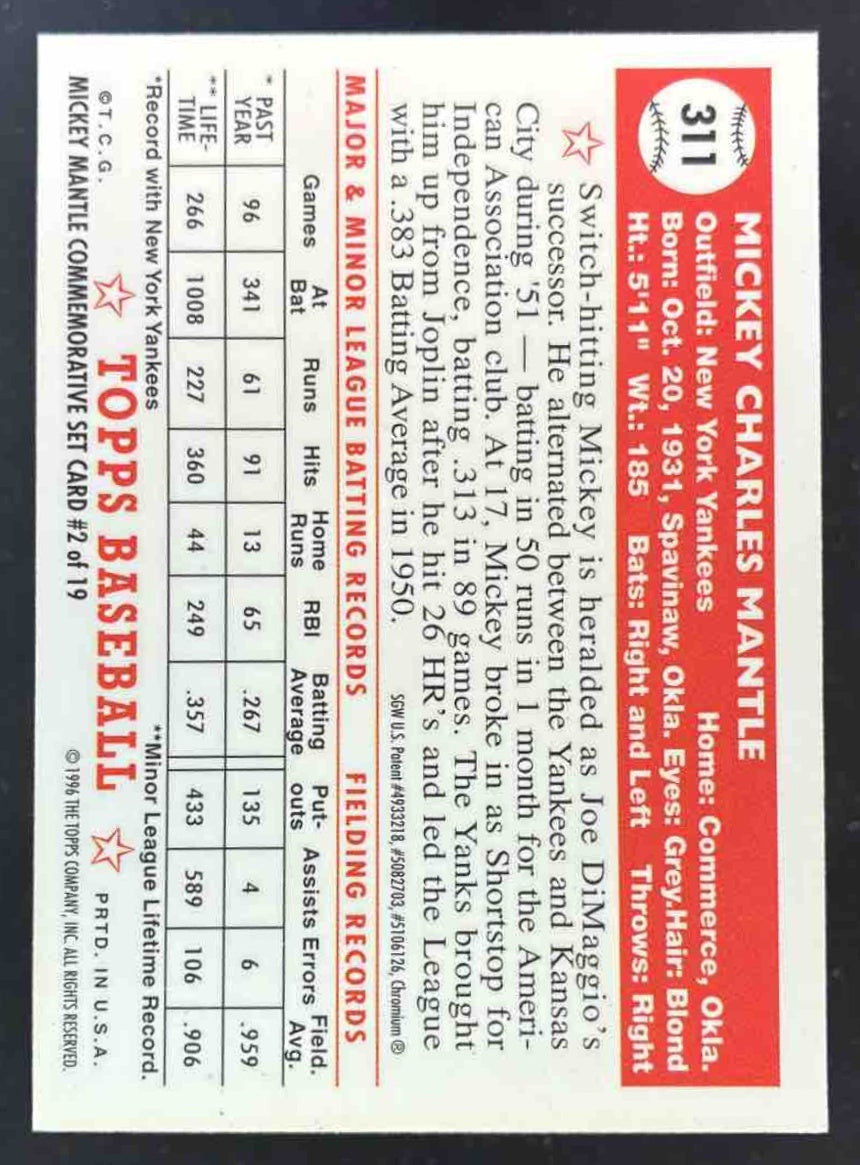 311
MICKEY CHARLES MANTLE
Outfield: New York Yankees Home: Commerce, Okla.
Born: Oct. 20, 1931, Spavinaw, Okla. Eyes: Grey.Hair: Blond
Ht.: 5'11" Wt.: 185 Bats: Right and Left Throws: Right
Switch-hitting Mickey is heralded as Joe DiMaggio's
successor. He alternated between the Yankees and Kansas
City during '51 — batting in 50 runs in 1 month for the Ameri-
can Association club. At 17, Mickey broke in as Shortstop for
Independence, batting .313 in 89 games. The Yanks brought
him up from Joplin after he hit 26 HR's and led the League
with a .383 Batting Average in 1950.
SGW U.S. Patent #4933218, #5082703, #5106126, Chromium ®
MAJOR & MINOR LEAGUE BATTING RECORDS FIELDING RECORDS
Games At Bat Runs Hits Home Runs RBI Batting Average Put-outs Assists Errors Field. Avg.
* PAST YEAR 96 341 61 91 13 65 .267 135 4 6 .959
** LIFE-TIME 266 1008 227 360 44 249 .357 433 589 106 .906
*Record with New York Yankees **Minor League Lifetime Record.
©T.C.G. TOPPS BASEBALL PRTD. IN U.S.A.
MICKEY MANTLE COMMEMORATIVE SET CARD #2 of 19 © 1996 THE TOPPS COMPANY, INC. ALL RIGHTS RESERVED.